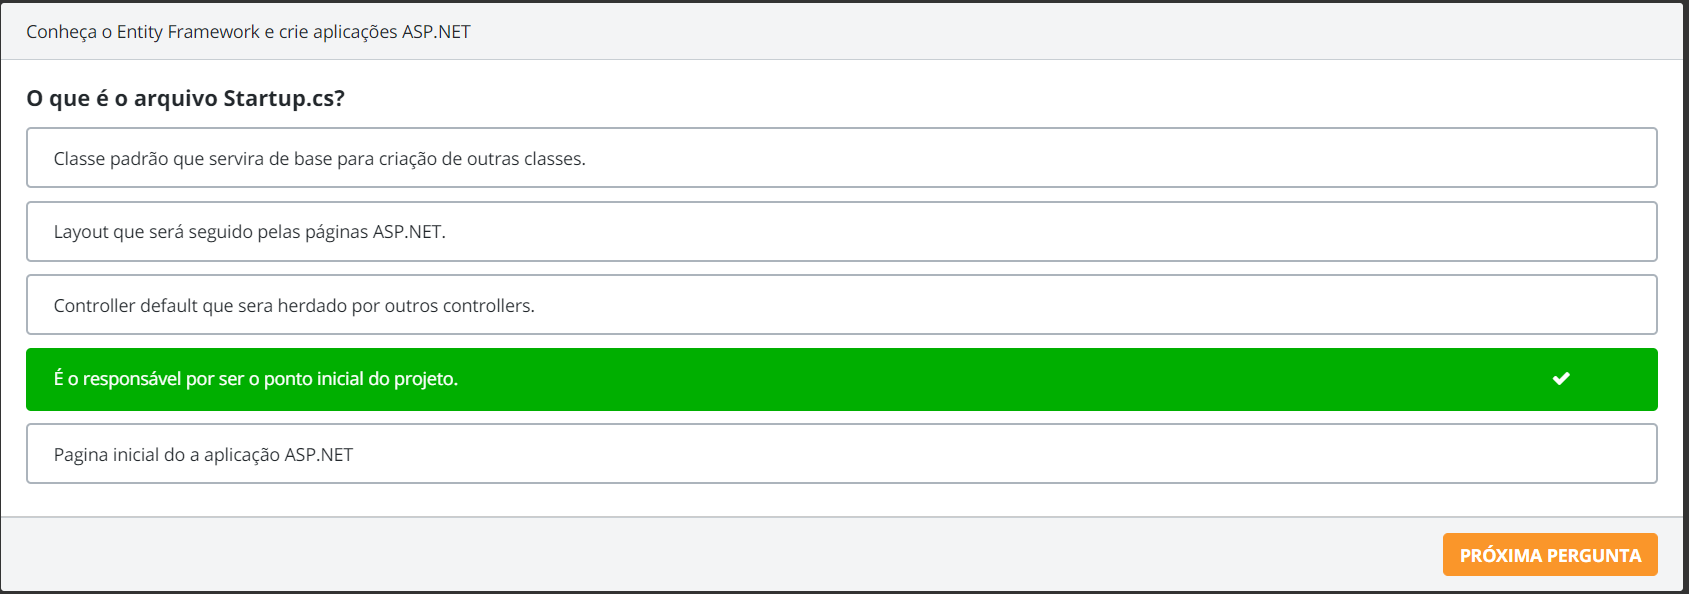 Conheça o Entity Framework e crie aplicações ASP.NET
O que é o arquivo Startup.cs?
Classe padrão que servira de base para criação de outras classes.
Layout que será seguido pelas páginas ASP.NET.
Controller default que sera herdado por outros controllers.
É o responsável por ser o ponto inicial do projeto.
Pagina inicial do a aplicação ASP.NET
PRÓXIMA PERGUNTA